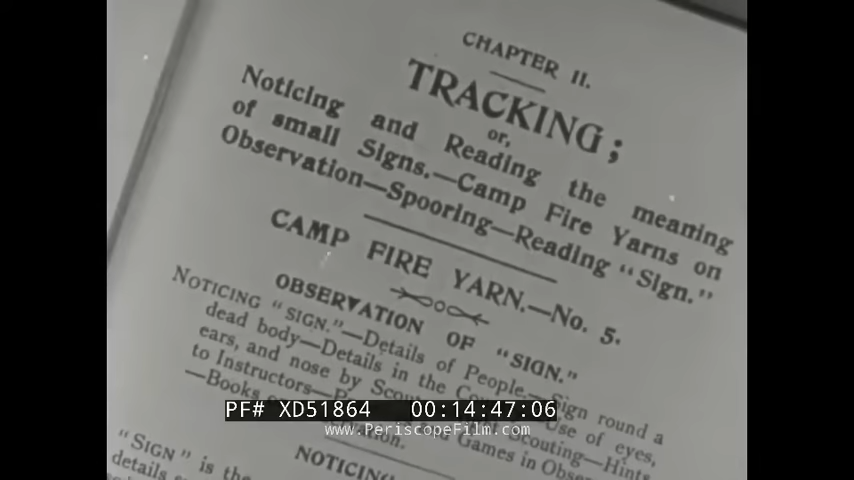 CHAPTER II.
TRACKING;
or,
Noticing and Reading the meaning
of small Signs.—Camp Fire Yarns on
Observation—Spooring—Reading "Sign."
CAMP FIRE YARN.—No. 5.
OBSERVATION OF "SIGN."
NOTICING "SIGN."—Details of People.—Sign round a
dead body—Details in the Use of eyes,
ears, and nose by Scouting—Hints
to Instructors— Games in
—Books
PF# XD51864 00:14:47:06
www.PeriscopeFilm.com
"SIGN" is the
details